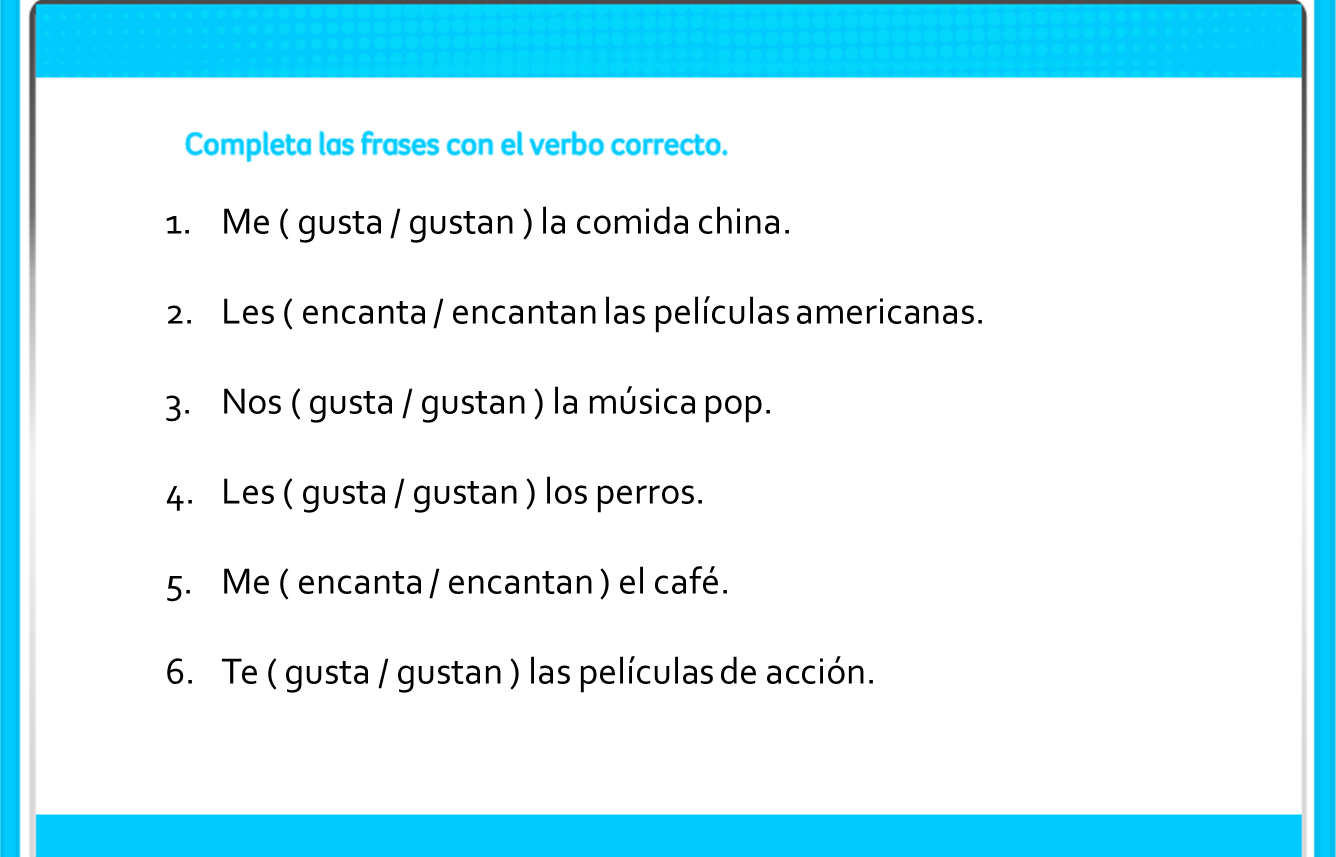 Completa las frases con el verbo correcto.
1. Me ( gusta / gustan ) la comida china.
2. Les ( encanta / encantan las películas americanas.
3. Nos ( gusta / gustan ) la música pop.
4. Les ( gusta / gustan ) los perros.
5. Me ( encanta / encantan ) el café.
6. Te ( gusta / gustan ) las películas de acción.